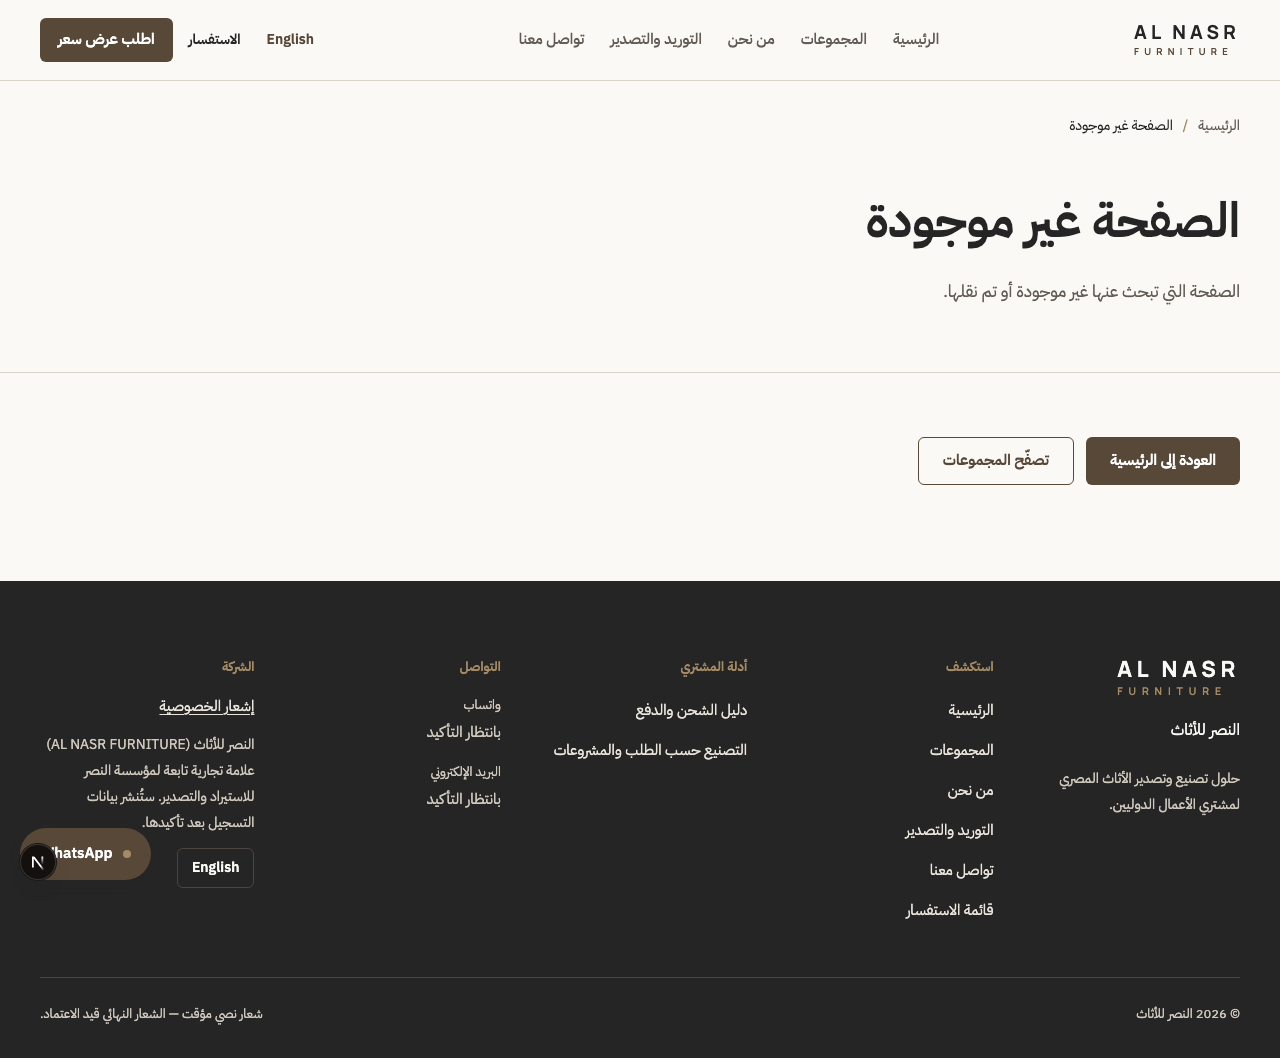 AL NASR
FURNITURE
الرئيسية
المجموعات
من نحن
التوريد والتصدير
تواصل معنا
English
الاستفسار
اطلب عرض سعر
الرئيسية / الصفحة غير موجودة
الصفحة غير موجودة
الصفحة التي تبحث عنها غير موجودة أو تم نقلها.
العودة إلى الرئيسية
تصفّح المجموعات
AL NASR
FURNITURE
النصر للأثاث
حلول تصنيع وتصدير الأثاث المصري
لمشتري الأعمال الدوليين.
استكشف
الرئيسية
المجموعات
من نحن
التوريد والتصدير
تواصل معنا
قائمة الاستفسار
أدلة المشتري
دليل الشحن والدفع
التصنيع حسب الطلب والمشروعات
التواصل
واتساب
بانتظار التأكيد
البريد الإلكتروني
بانتظار التأكيد
الشركة
إشعار الخصوصية
النصر للأثاث (AL NASR FURNITURE)
علامة تجارية تابعة لمؤسسة النصر
للاستيراد والتصدير. ستُنشر بيانات
التسجيل بعد تأكيدها.
English
hatsApp
N
© 2026 النصر للأثاث
شعار نصي مؤقت — الشعار النهائي قيد الاعتماد.